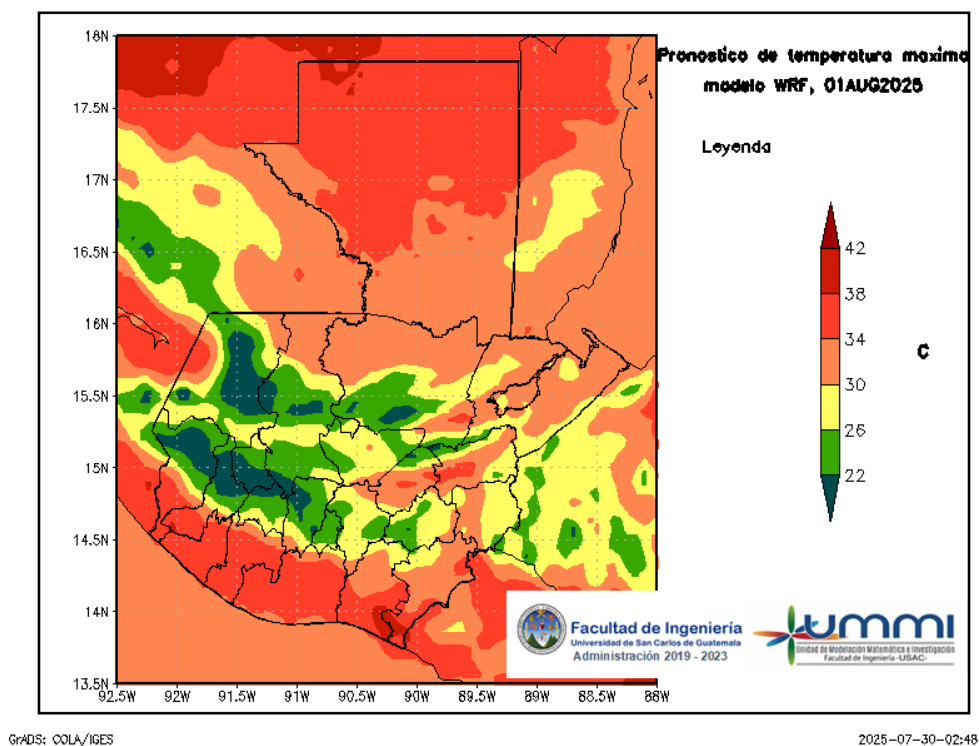 Pronostico de temperatura maxima
modelo WRF, 01AUG2025
Leyenda
18N
17.5N
17N
16.5N
16N
15.5N
15N
14.5N
14N
13.5N
92.5W
92W
91.5W
91W
90.5W
90W
89.5W
89W
88.5W
88W
42
38
34
30
26
22
C
Facultad de Ingeniería
Universidad de San Carlos de Guatemala
Administración 2019 - 2023
ummi
Unidad de Modelación Matemática e Investigación
Facultad de Ingeniería -USAC-
GrADS: COLA/IGES
2025-07-30-02:48